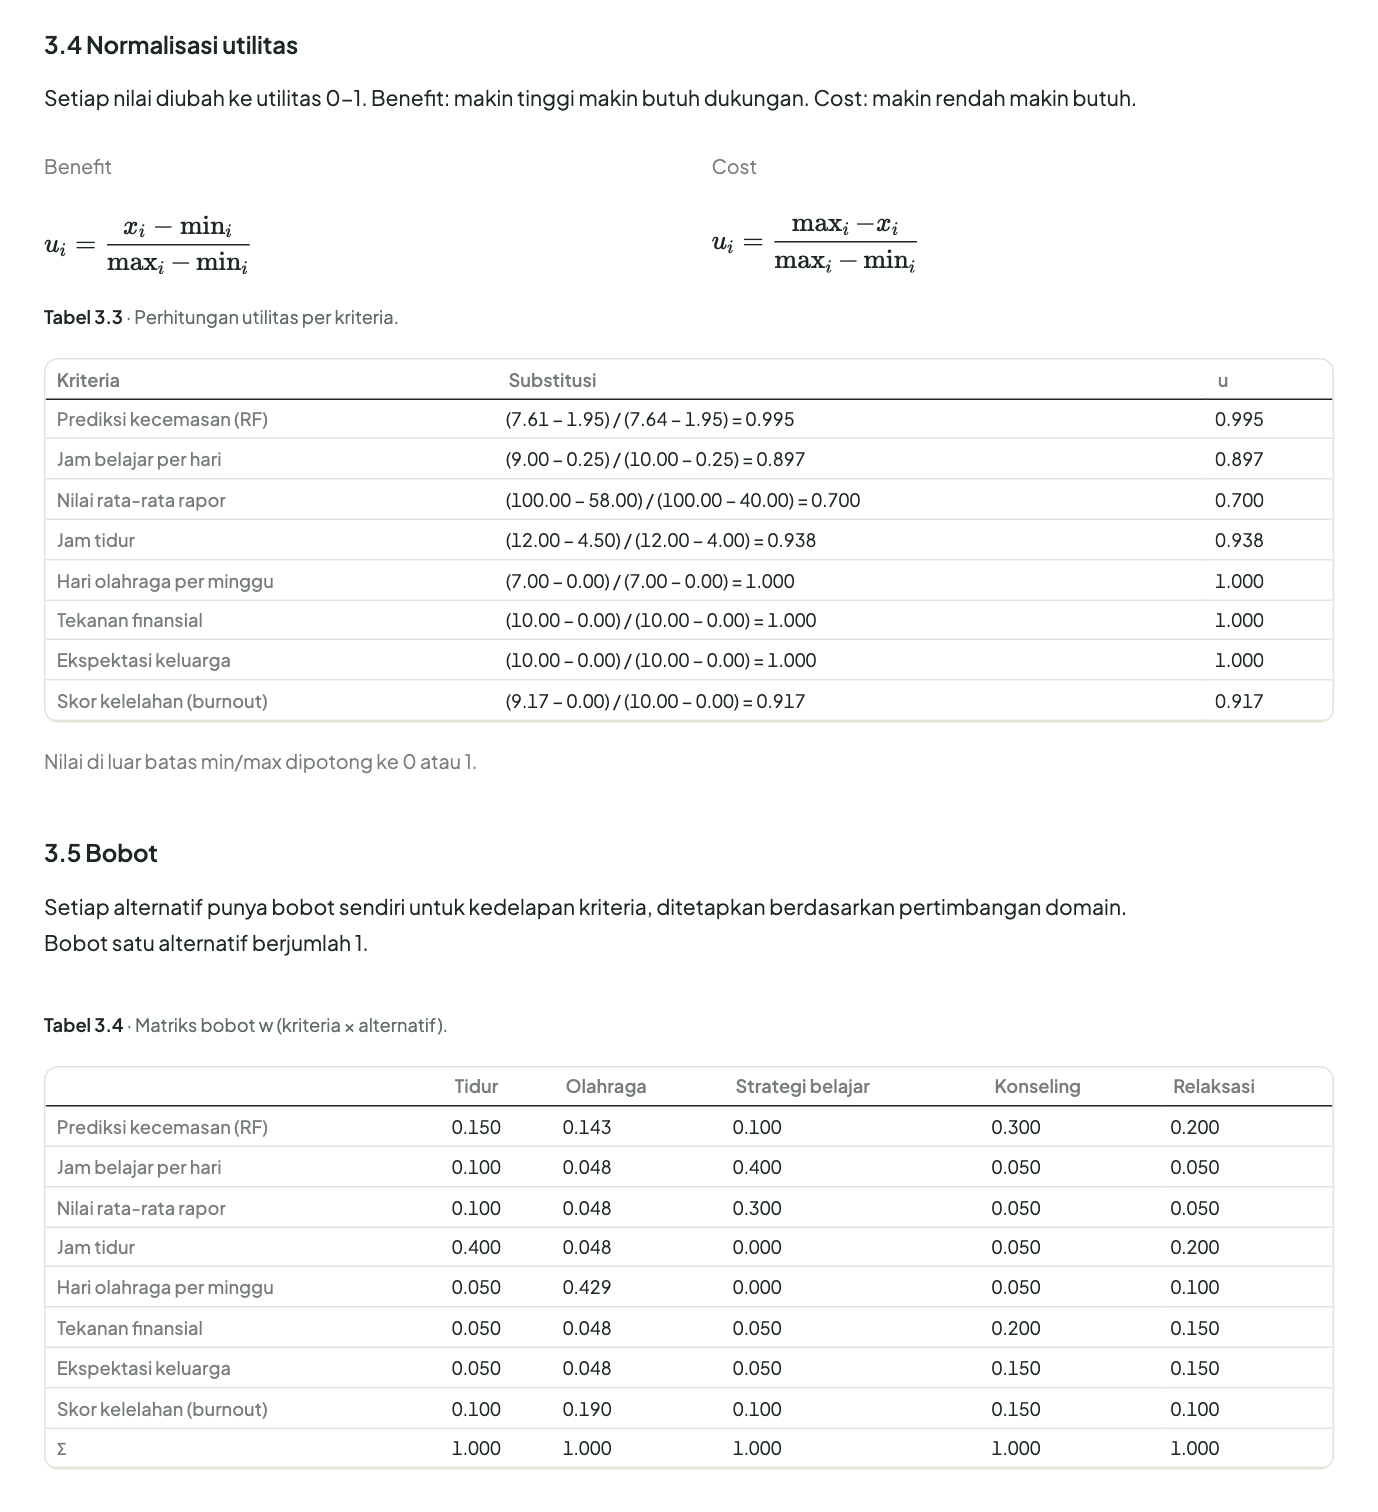 3.4 Normalisasi utilitas
Setiap nilai diubah ke utilitas 0–1. Benefit: makin tinggi makin butuh dukungan. Cost: makin rendah makin butuh.
Benefit
u_i = (x_i − min_i) / (max_i − min_i)
Cost
u_i = (max_i − x_i) / (max_i − min_i)
Tabel 3.3 · Perhitungan utilitas per kriteria.
Kriteria Substitusi u
Prediksi kecemasan (RF) (7.61 – 1.95) / (7.64 – 1.95) = 0.995 0.995
Jam belajar per hari (9.00 – 0.25) / (10.00 – 0.25) = 0.897 0.897
Nilai rata-rata rapor (100.00 – 58.00) / (100.00 – 40.00) = 0.700 0.700
Jam tidur (12.00 – 4.50) / (12.00 – 4.00) = 0.938 0.938
Hari olahraga per minggu (7.00 – 0.00) / (7.00 – 0.00) = 1.000 1.000
Tekanan finansial (10.00 – 0.00) / (10.00 – 0.00) = 1.000 1.000
Ekspektasi keluarga (10.00 – 0.00) / (10.00 – 0.00) = 1.000 1.000
Skor kelelahan (burnout) (9.17 – 0.00) / (10.00 – 0.00) = 0.917 0.917
Nilai di luar batas min/max dipotong ke 0 atau 1.
3.5 Bobot
Setiap alternatif punya bobot sendiri untuk kedelapan kriteria, ditetapkan berdasarkan pertimbangan domain.
Bobot satu alternatif berjumlah 1.
Tabel 3.4 · Matriks bobot w (kriteria × alternatif).
Tidur Olahraga Strategi belajar Konseling Relaksasi
Prediksi kecemasan (RF) 0.150 0.143 0.100 0.300 0.200
Jam belajar per hari 0.100 0.048 0.400 0.050 0.050
Nilai rata-rata rapor 0.100 0.048 0.300 0.050 0.050
Jam tidur 0.400 0.048 0.000 0.050 0.200
Hari olahraga per minggu 0.050 0.429 0.000 0.050 0.100
Tekanan finansial 0.050 0.048 0.050 0.200 0.150
Ekspektasi keluarga 0.050 0.048 0.050 0.150 0.150
Skor kelelahan (burnout) 0.100 0.190 0.100 0.150 0.100
Σ 1.000 1.000 1.000 1.000 1.000